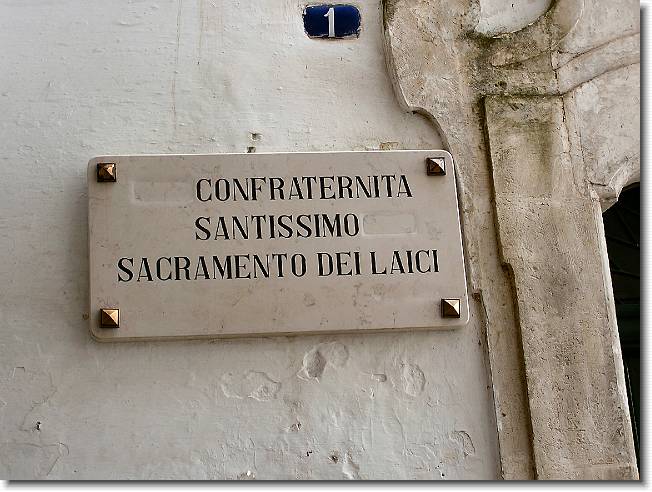 1
CONFRATERNITA
SANTISSIMO
SACRAMENTO DEI LAICI